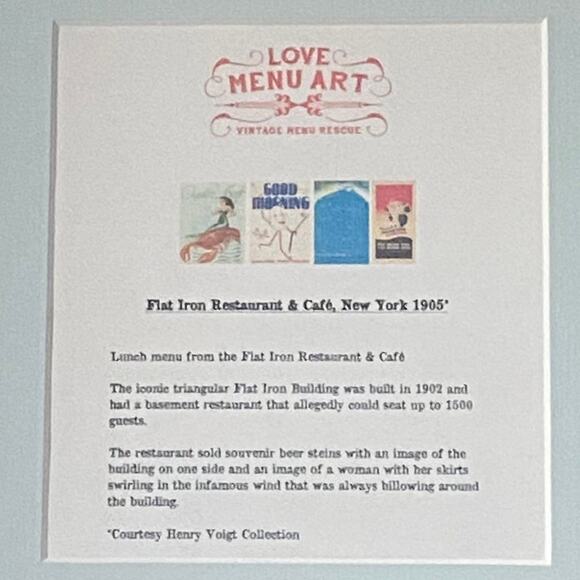 LOVE
MENU ART
VINTAGE MENU RESCUE
GOOD
MORNING
Flat Iron Restaurant & Café, New York 1905*
Lunch menu from the Flat Iron Restaurant & Café
The iconic triangular Flat Iron Building was built in 1902 and
had a basement restaurant that allegedly could seat up to 1500
guests.
The restaurant sold souvenir beer steins with an image of the
building on one side and an image of a woman with her skirts
swirling in the infamous wind that was always billowing around
the building.
*Courtesy Henry Voigt Collection